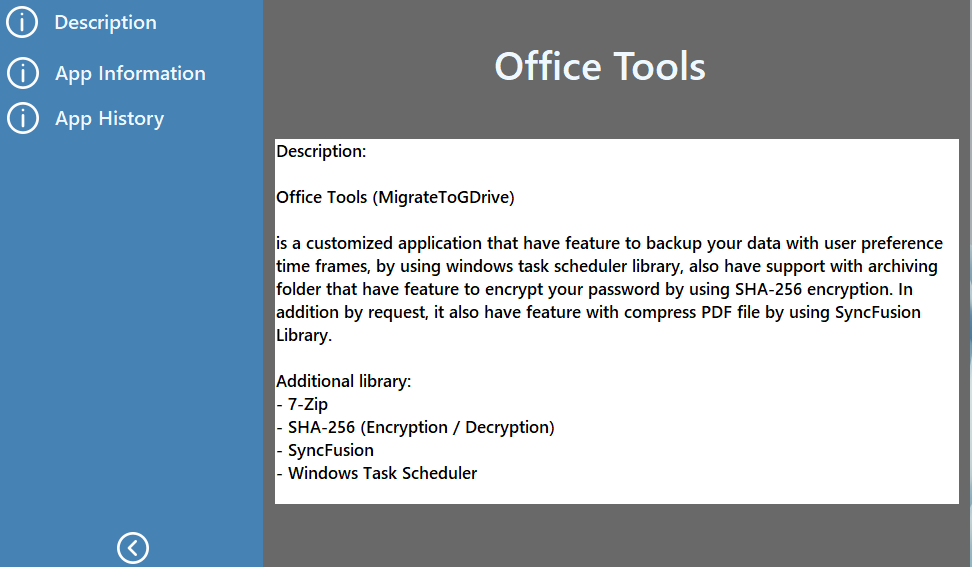 Description
App Information
App History
Office Tools
Description:
Office Tools (MigrateToGDrive)
is a customized application that have feature to backup your data with user preference
time frames, by using windows task scheduler library, also have support with archiving
folder that have feature to encrypt your password by using SHA-256 encryption. In
addition by request, it also have feature with compress PDF file by using SyncFusion
Library.
Additional library:
- 7-Zip
- SHA-256 (Encryption / Decryption)
- SyncFusion
- Windows Task Scheduler